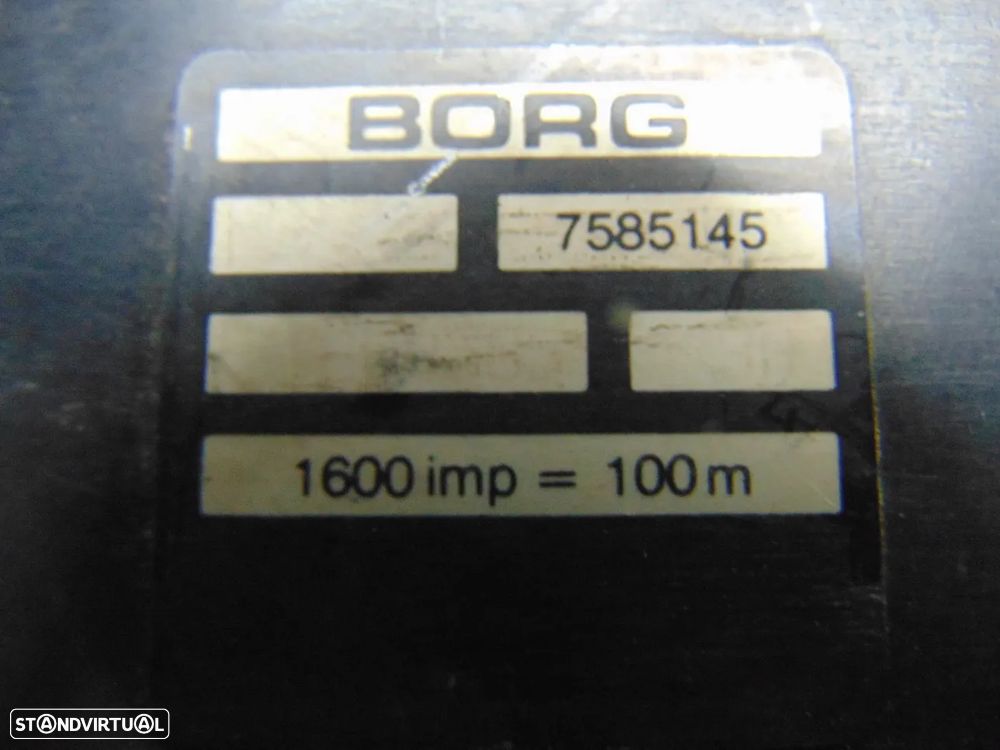 BORG
7585145
1600 imp = 100 m
STANDVIRTUAL